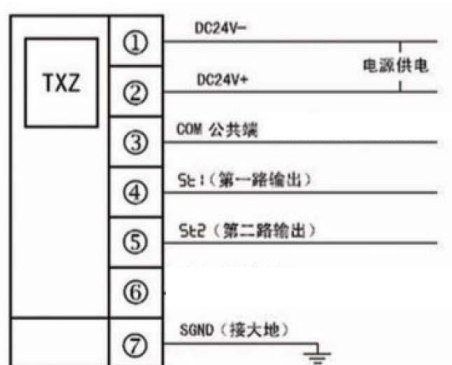 TXZ
① DC24V-
电源供电
② DC24V+
③ COM 公共端
④ St1(第一路输出)
⑤ St2(第二路输出)
⑥
⑦ SGND(接大地)